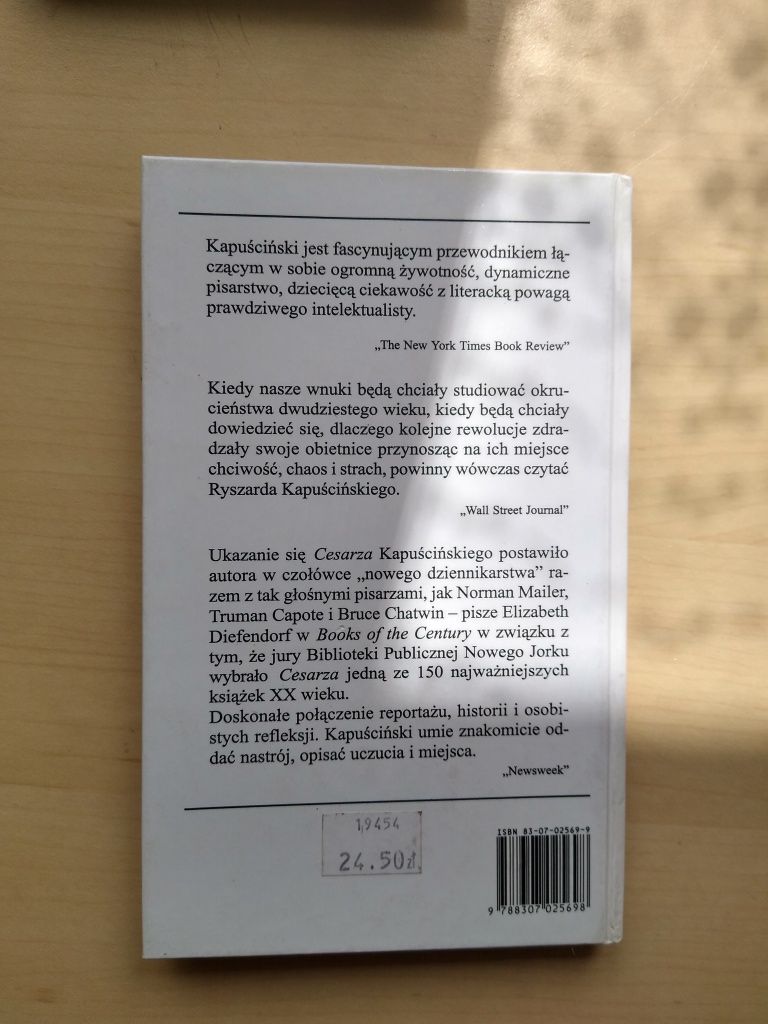 Kapuściński jest fascynującym przewodnikiem łą-
czącym w sobie ogromną żywotność, dynamiczne
pisarstwo, dziecięcą ciekawość z literacką powagą
prawdziwego intelektualisty.
„The New York Times Book Review”
Kiedy nasze wnuki będą chciały studiować okru-
cieństwa dwudziestego wieku, kiedy będą chciały
dowiedzieć się, dlaczego kolejne rewolucje zdra-
dzały swoje obietnice przynosząc na ich miejsce
chciwość, chaos i strach, powinny wówczas czytać
Ryszarda Kapuścińskiego.
„Wall Street Journal”
Ukazanie się Cesarza Kapuścińskiego postawiło
autora w czołówce „nowego dziennikarstwa” ra-
zem z tak głośnymi pisarzami, jak Norman Mailer,
Truman Capote i Bruce Chatwin – pisze Elizabeth
Diefendorf w Books of the Century w związku z
tym, że jury Biblioteki Publicznej Nowego Jorku
wybrało Cesarza jedną ze 150 najważniejszych
książek XX wieku.
Doskonałe połączenie reportażu, historii i osobi-
stych refleksji. Kapuściński umie znakomicie od-
dać nastrój, opisać uczucia i miejsca.
„Newsweek”
19454
24.50zł
ISBN 83-07-02569-9
9 788307 025698